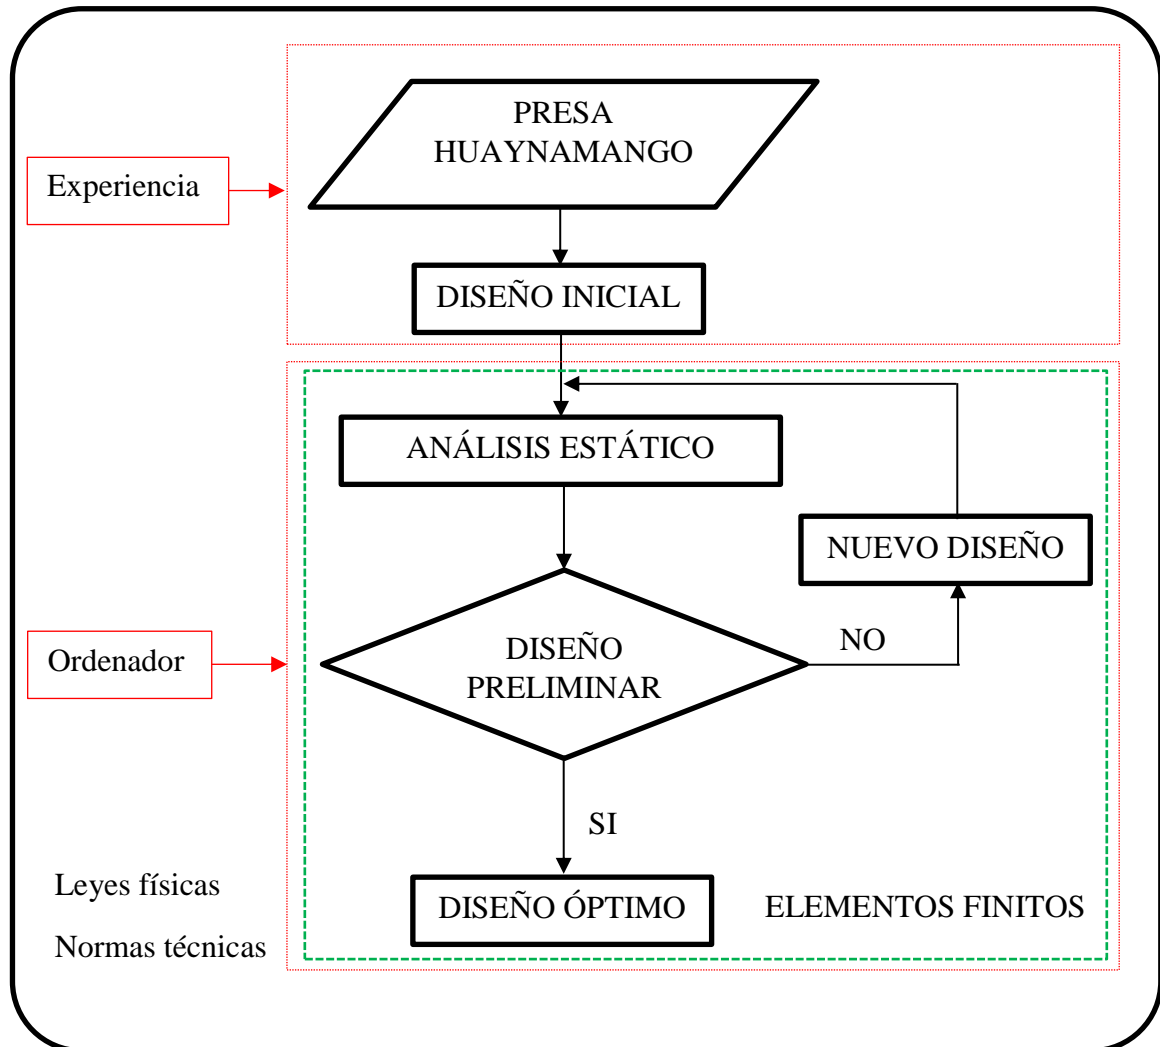 PRESA
HUAYNAMANGO
Experiencia
DISEÑO INICIAL
ANÁLISIS ESTÁTICO
NUEVO DISEÑO
NO
Ordenador
DISEÑO
PRELIMINAR
SI
Leyes físicas
DISEÑO ÓPTIMO
ELEMENTOS FINITOS
Normas técnicas